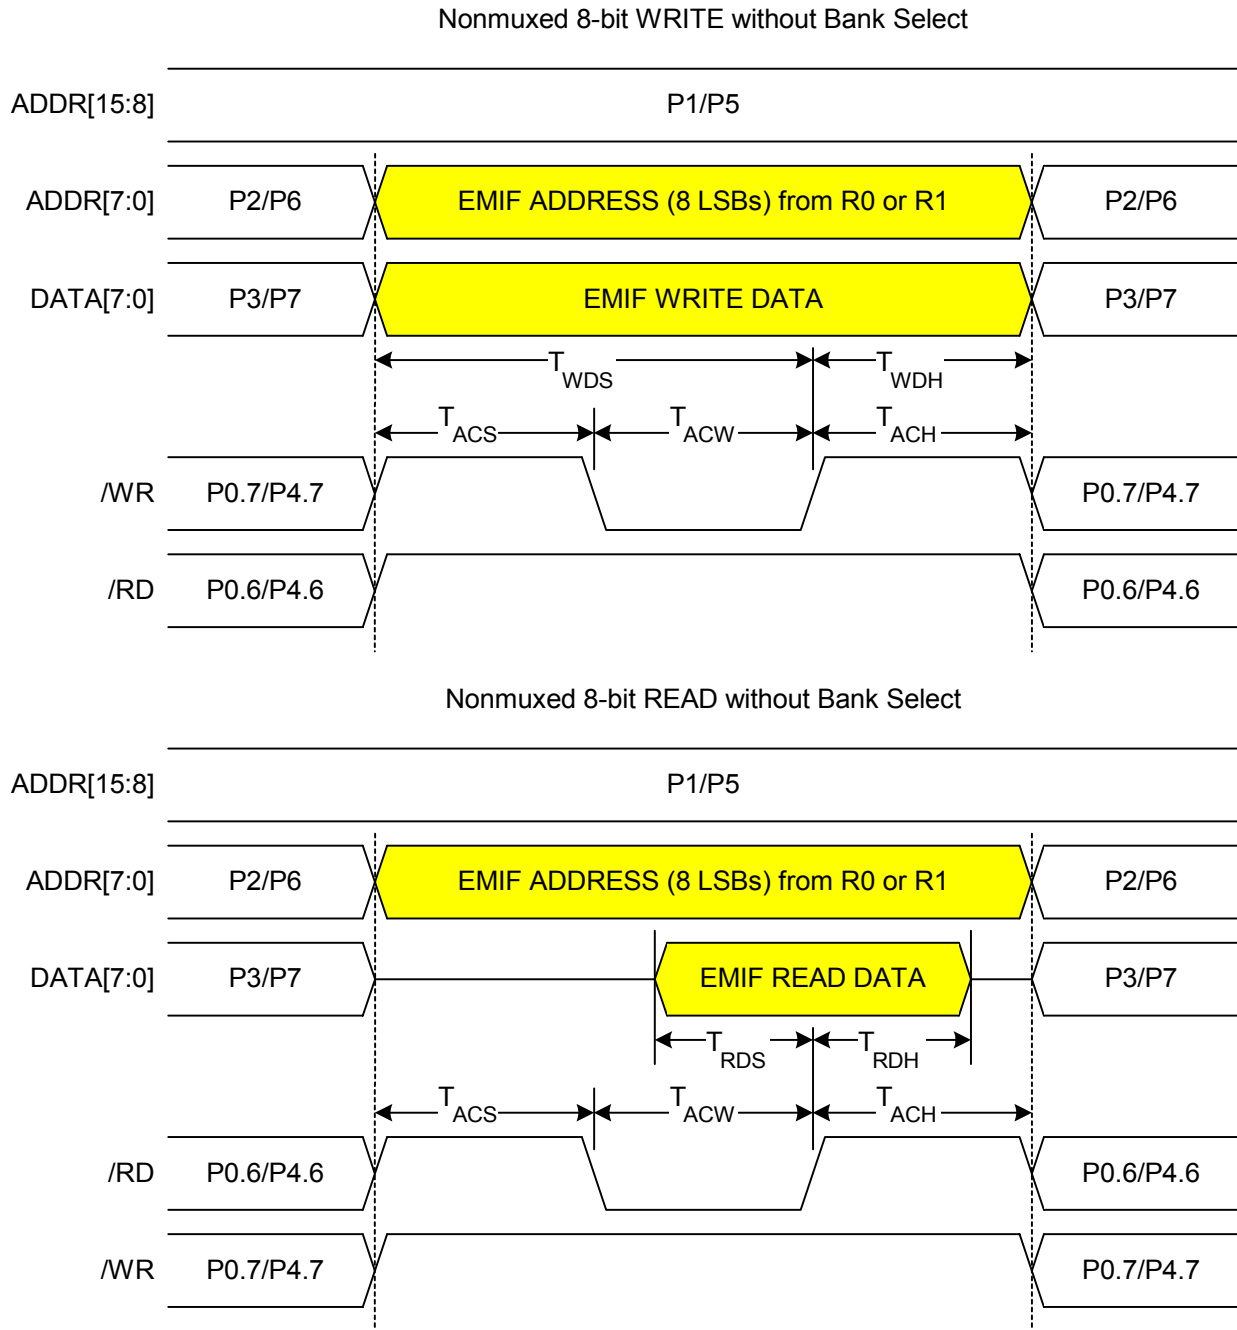 Nonmuxed 8-bit WRITE without Bank Select
ADDR[15:8] P1/P5
ADDR[7:0] P2/P6 EMIF ADDRESS (8 LSBs) from R0 or R1 P2/P6
DATA[7:0] P3/P7 EMIF WRITE DATA P3/P7
TWDS TWDH
TACS TACW TACH
/WR P0.7/P4.7 P0.7/P4.7
/RD P0.6/P4.6 P0.6/P4.6
Nonmuxed 8-bit READ without Bank Select
ADDR[15:8] P1/P5
ADDR[7:0] P2/P6 EMIF ADDRESS (8 LSBs) from R0 or R1 P2/P6
DATA[7:0] P3/P7 EMIF READ DATA P3/P7
TRDS TRDH
TACS TACW TACH
/RD P0.6/P4.6 P0.6/P4.6
/WR P0.7/P4.7 P0.7/P4.7